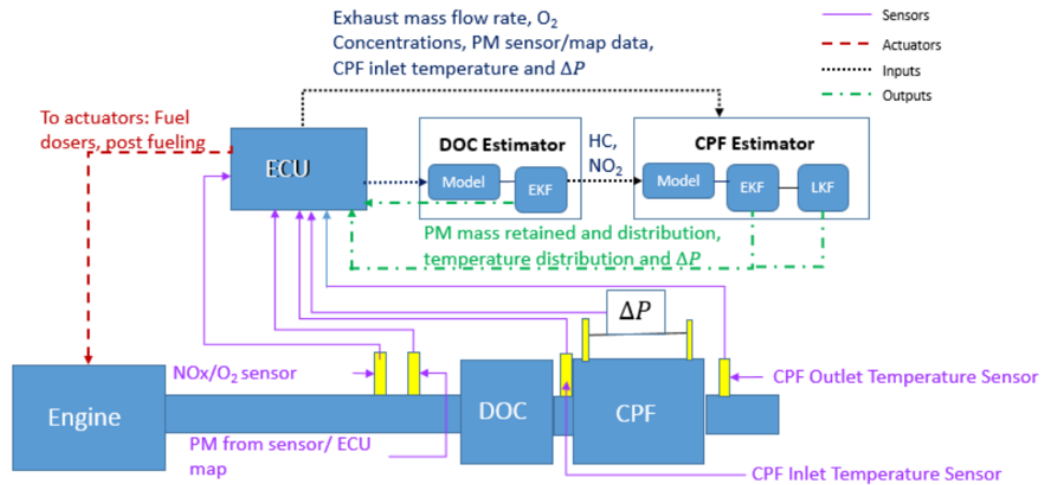 Exhaust mass flow rate, O₂
Concentrations, PM sensor/map data,
CPF inlet temperature and ΔP
Sensors
Actuators
Inputs
Outputs
To actuators: Fuel
dosers, post fueling
ECU
DOC Estimator
Model
EKF
HC,
NO₂
CPF Estimator
Model
EKF
LKF
PM mass retained and distribution,
temperature distribution and ΔP
ΔP
NOx/O₂ sensor
Engine
DOC
CPF
CPF Outlet Temperature Sensor
PM from sensor/ ECU
map
CPF Inlet Temperature Sensor